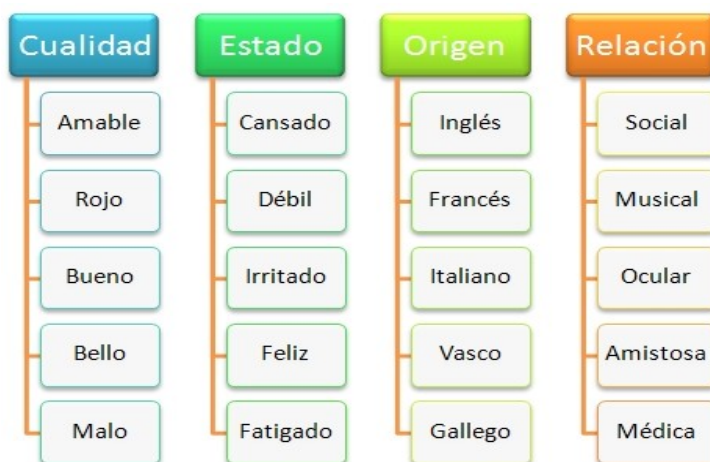 Cualidad
Amable
Rojo
Bueno
Bello
Malo
Estado
Cansado
Débil
Irritado
Feliz
Fatigado
Origen
Inglés
Francés
Italiano
Vasco
Gallego
Relación
Social
Musical
Ocular
Amistosa
Médica